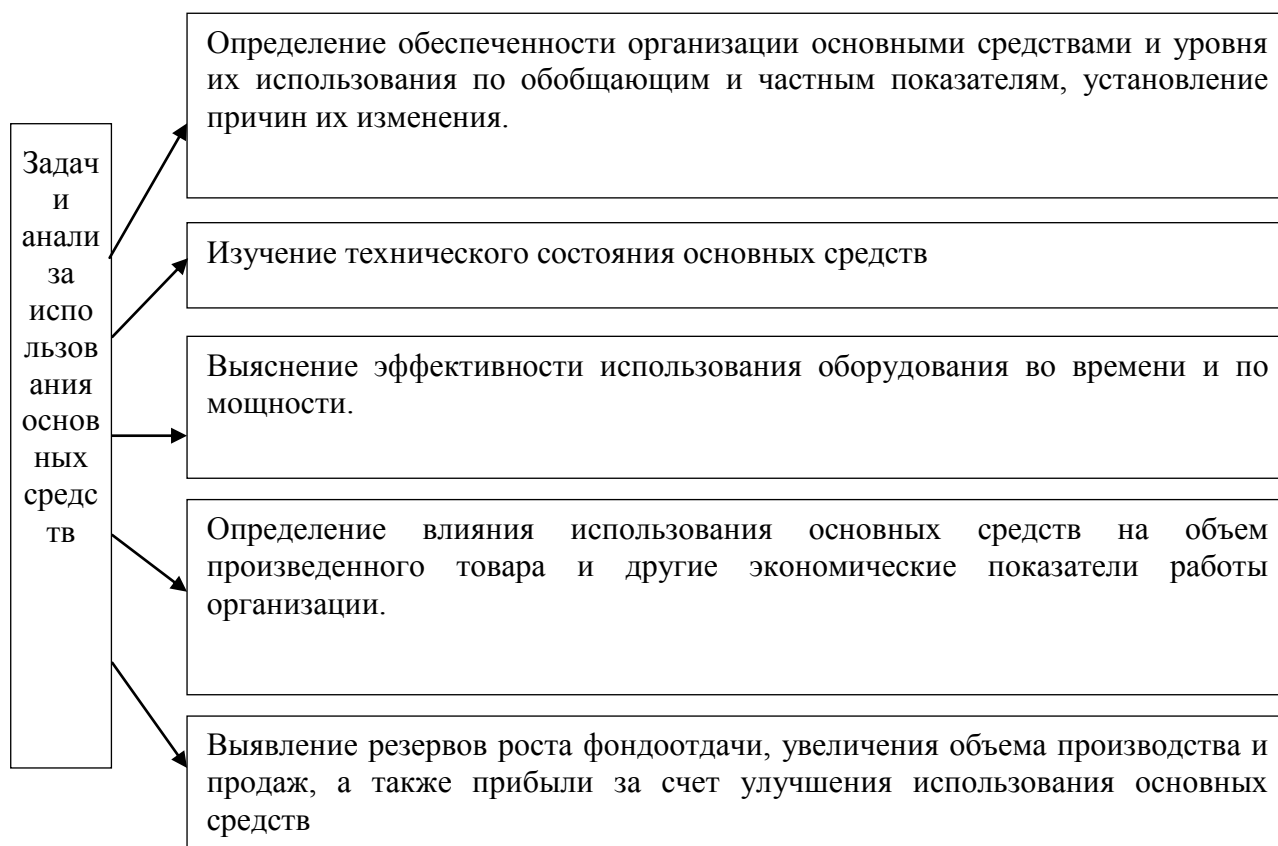 Задач
и
анали
за
испо
льзов
ания
основ
ных
средс
тв
Определение обеспеченности организации основными средствами и уровня
их использования по обобщающим и частным показателям, установление
причин их изменения.
Изучение технического состояния основных средств
Выяснение эффективности использования оборудования во времени и по
мощности.
Определение влияния использования основных средств на объем
произведенного товара и другие экономические показатели работы
организации.
Выявление резервов роста фондоотдачи, увеличения объема производства и
продаж, а также прибыли за счет улучшения использования основных
средств